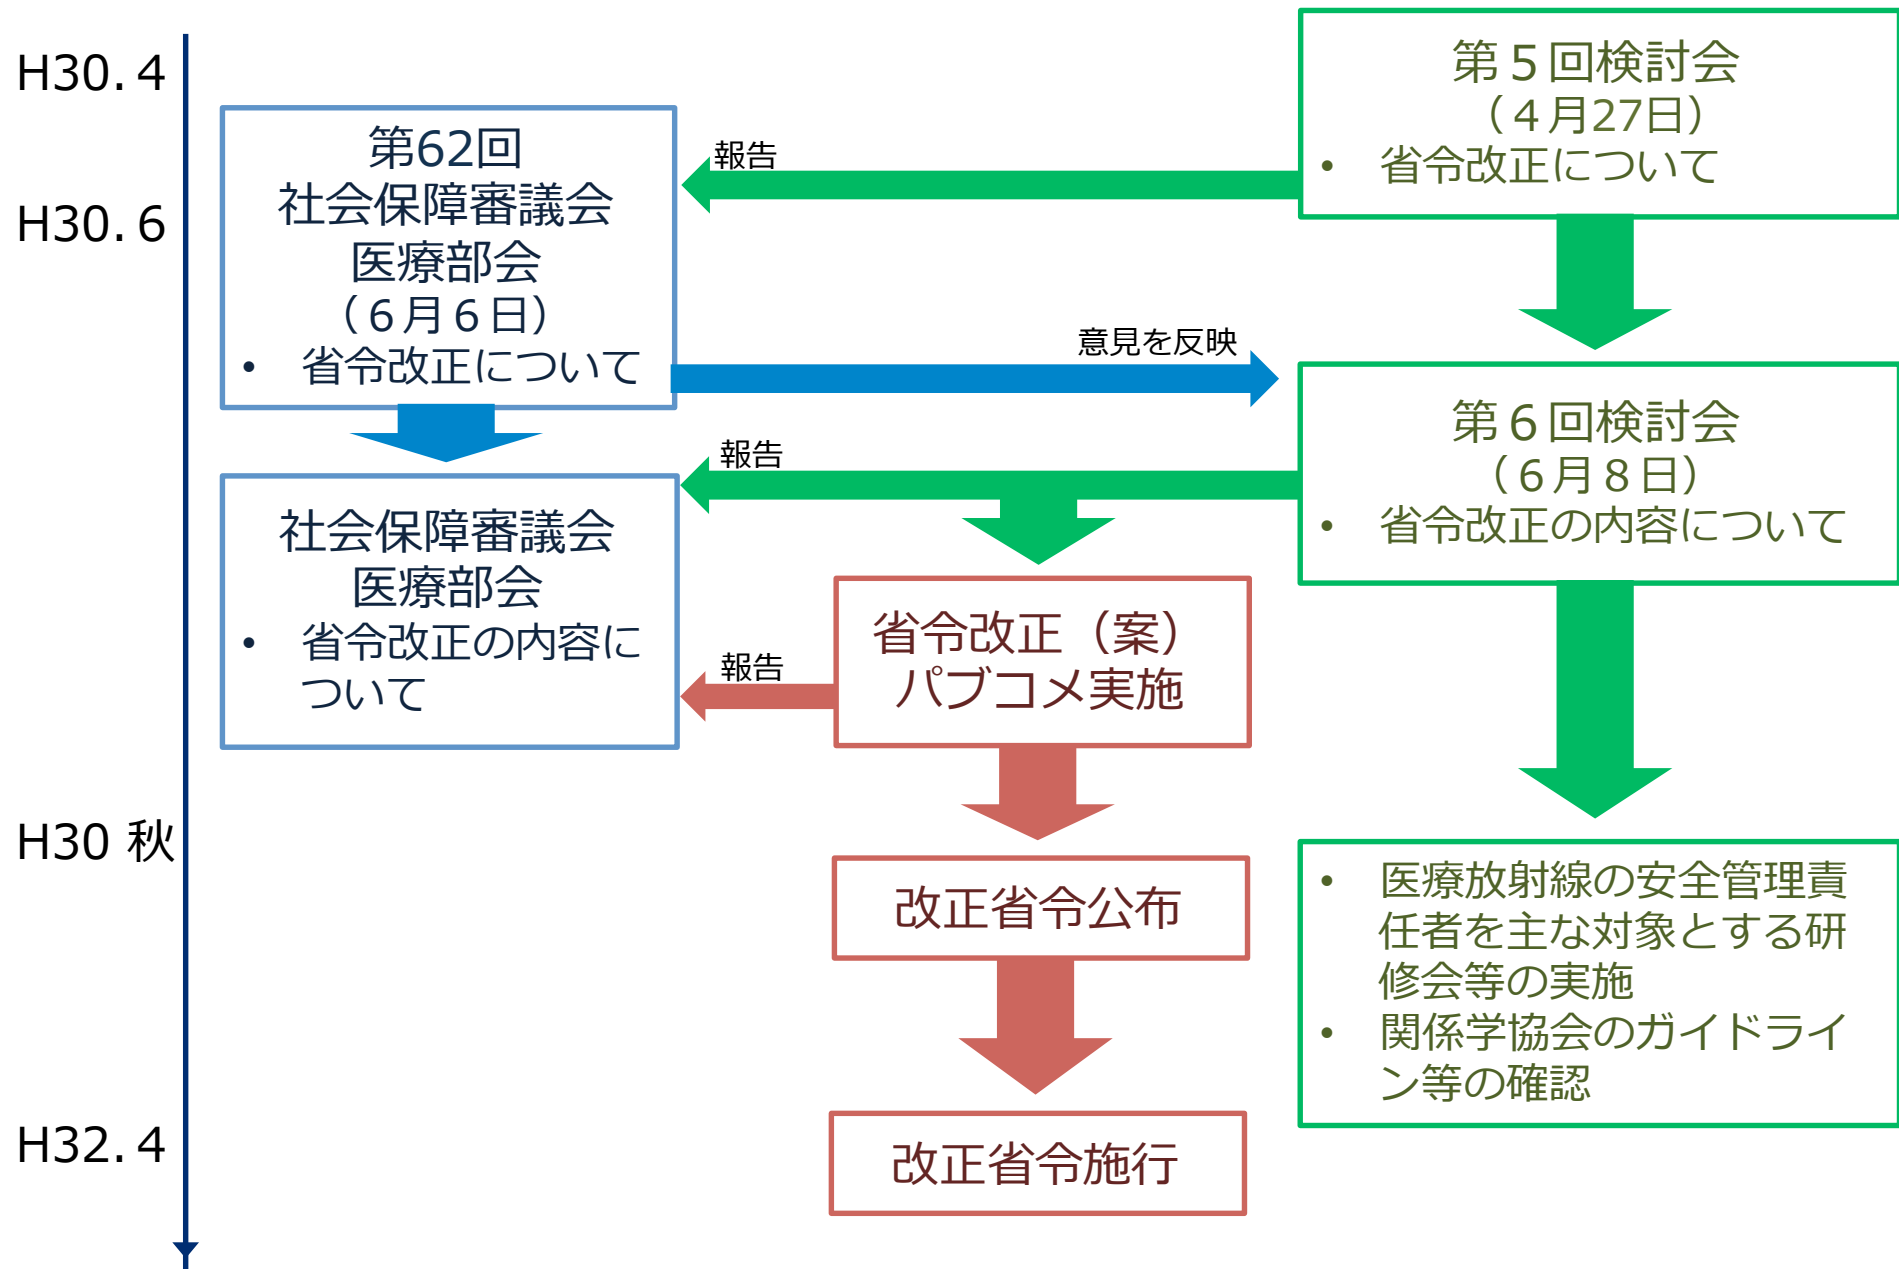 H30.４
H30.６
H30 秋
H32.４
第62回
社会保障審議会
医療部会
（６月６日）
• 省令改正について
報告
第５回検討会
（４月27日）
• 省令改正について
意見を反映
第６回検討会
（６月８日）
• 省令改正の内容について
報告
社会保障審議会
医療部会
• 省令改正の内容に
ついて
報告
省令改正（案）
パブコメ実施
改正省令公布
改正省令施行
• 医療放射線の安全管理責
任者を主な対象とする研
修会等の実施
• 関係学協会のガイドライ
ン等の確認